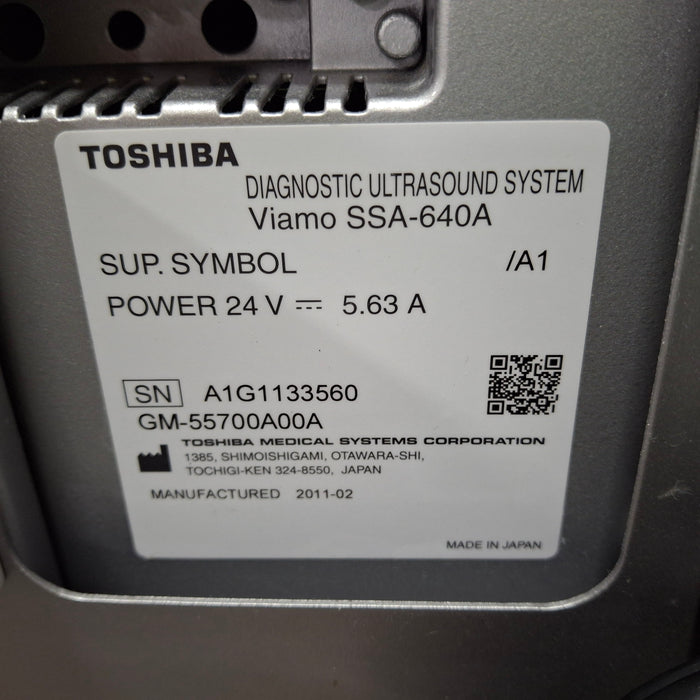 TOSHIBA
DIAGNOSTIC ULTRASOUND SYSTEM
Viamo SSA-640A
SUP. SYMBOL /A1
POWER 24 V ⎓ 5.63 A
SN A1G1133560
GM-55700A00A
TOSHIBA MEDICAL SYSTEMS CORPORATION
1385, SHIMOISHIGAMI, OTAWARA-SHI,
TOCHIGI-KEN 324-8550, JAPAN
MANUFACTURED 2011-02
MADE IN JAPAN